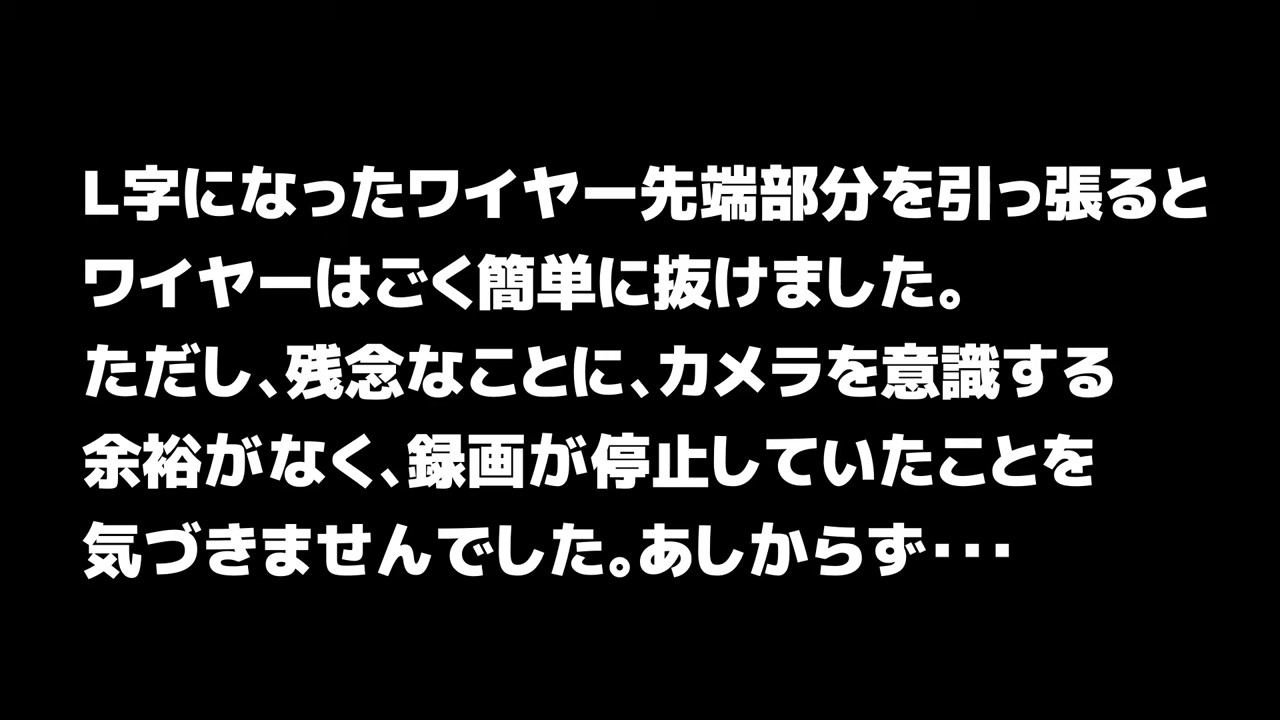 L字になったワイヤー先端部分を引っ張ると
ワイヤーはごく簡単に抜けました。
ただし、残念なことに、カメラを意識する
余裕がなく、録画が停止していたことを
気づきませんでした。あしからず･･･